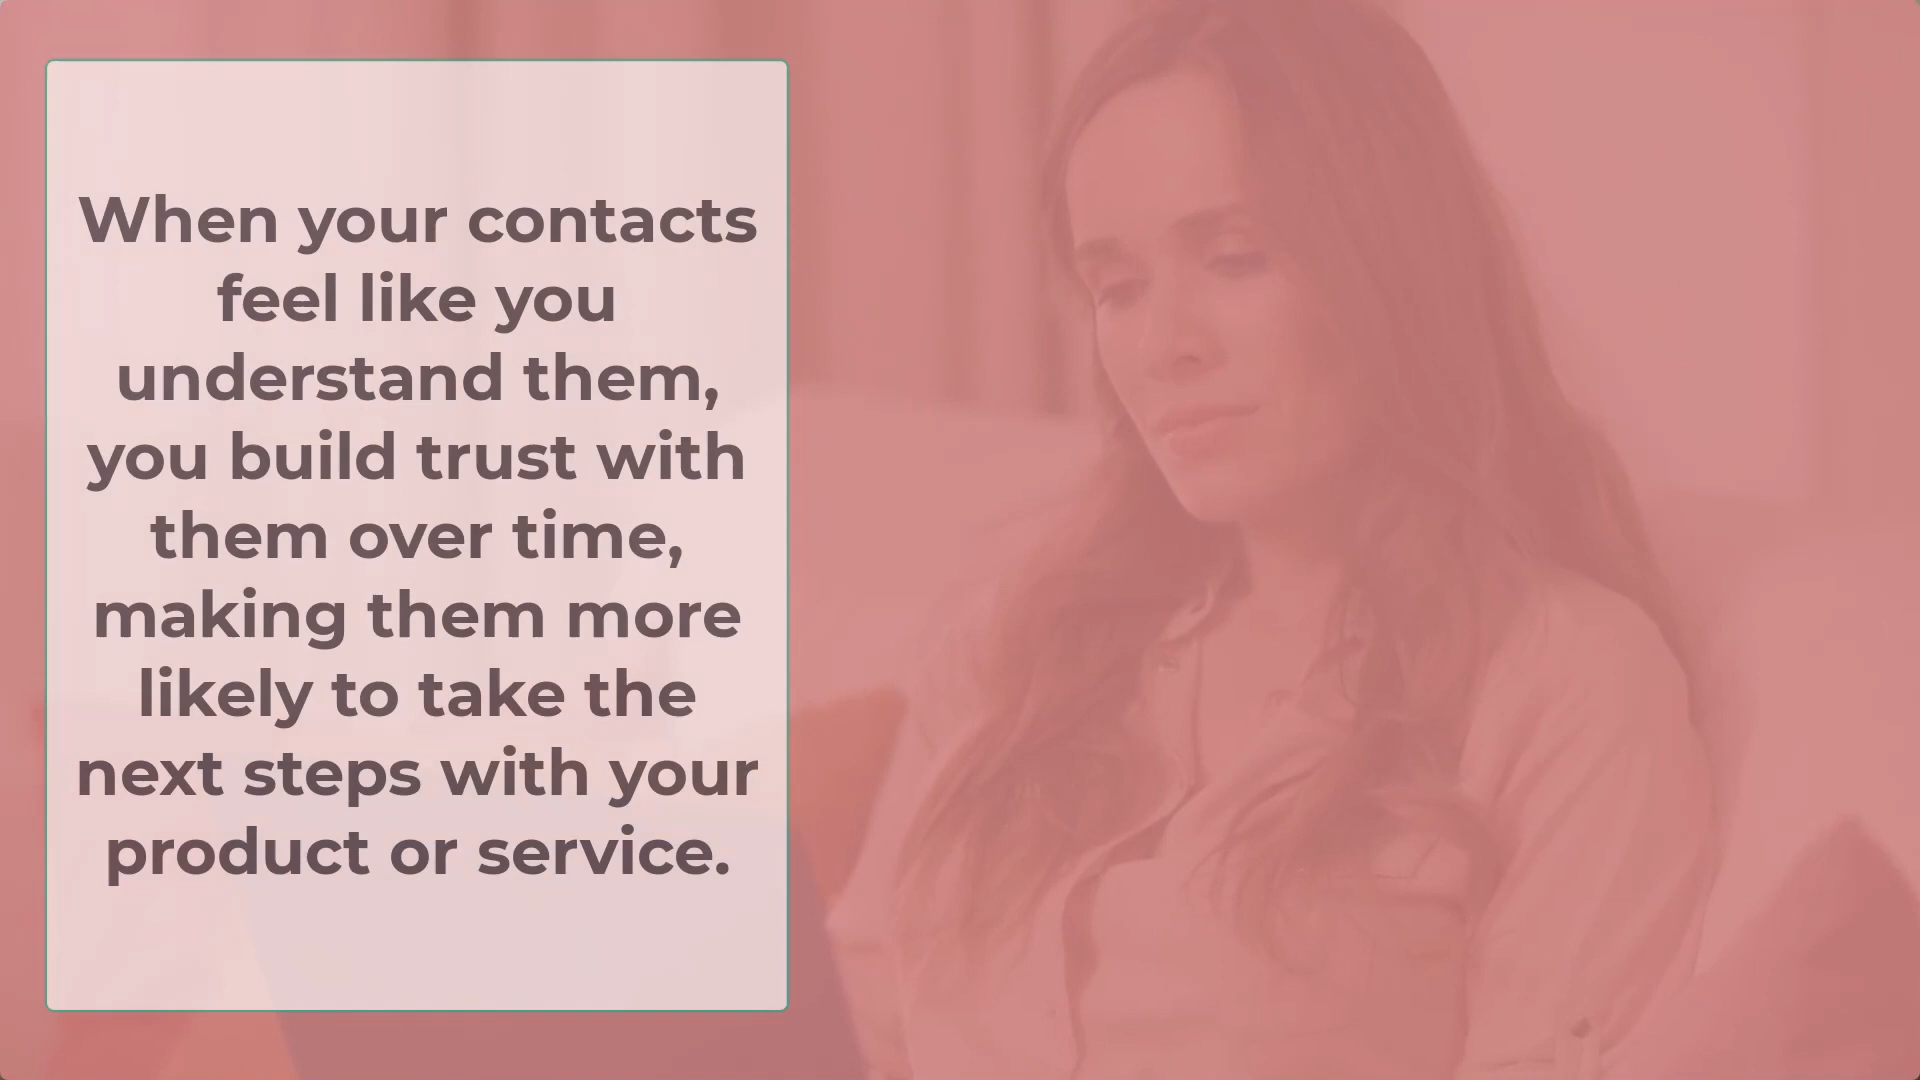 When your contacts
feel like you
understand them,
you build trust with
them over time,
making them more
likely to take the
next steps with your
product or service.